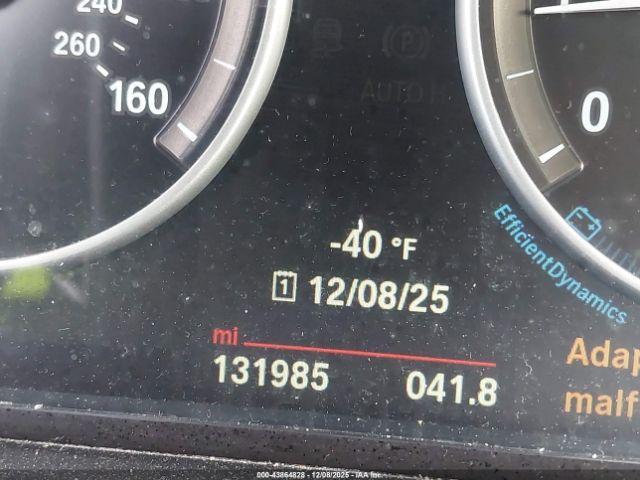 240
260
160
AUTO H
0
-40 °F
EfficientDynamics
1 12/08/25
mi
131985 041.8
Adap
malf
000-43864828 - 12/08/2025 - IAA Inc.